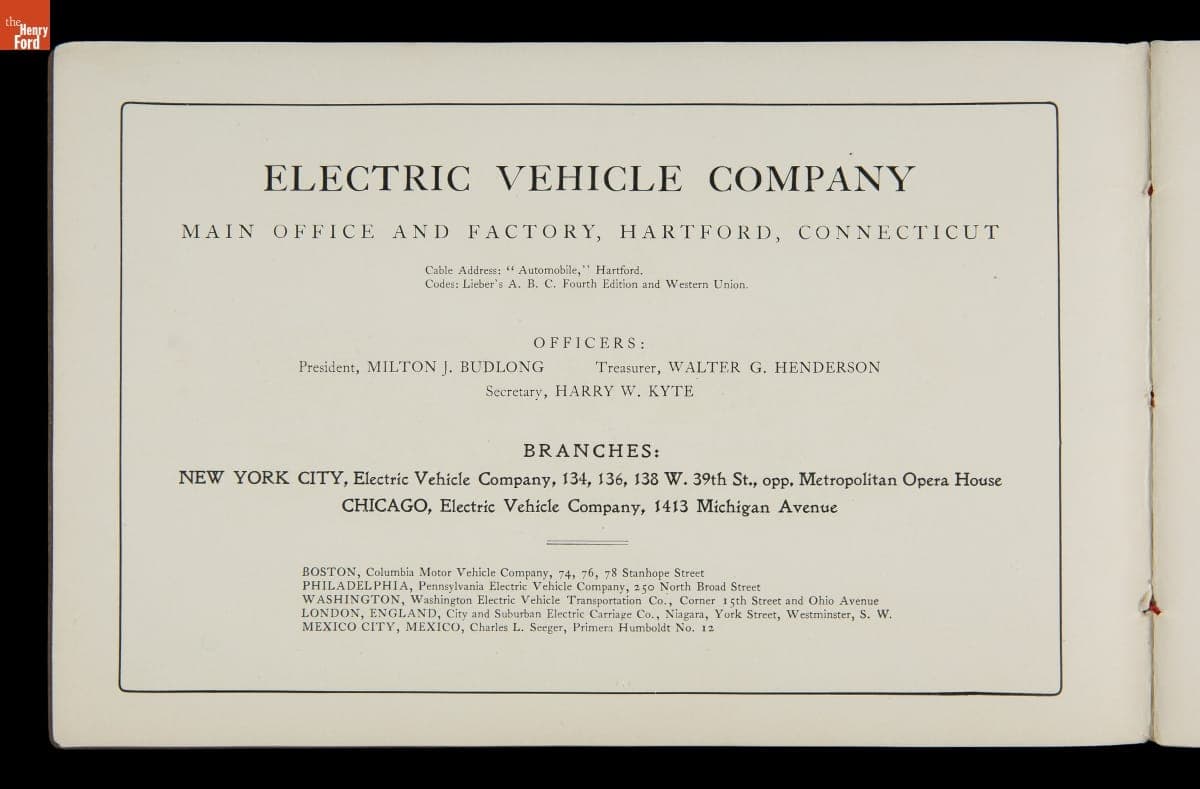 the
Henry
Ford
ELECTRIC VEHICLE COMPANY
MAIN OFFICE AND FACTORY, HARTFORD, CONNECTICUT
Cable Address: “ Automobile,” Hartford.
Codes: Lieber's A. B. C. Fourth Edition and Western Union.
OFFICERS:
President, MILTON J. BUDLONG Treasurer, WALTER G. HENDERSON
Secretary, HARRY W. KYTE
BRANCHES:
NEW YORK CITY, Electric Vehicle Company, 134, 136, 138 W. 39th St., opp. Metropolitan Opera House
CHICAGO, Electric Vehicle Company, 1413 Michigan Avenue
BOSTON, Columbia Motor Vehicle Company, 74, 76, 78 Stanhope Street
PHILADELPHIA, Pennsylvania Electric Vehicle Company, 250 North Broad Street
WASHINGTON, Washington Electric Vehicle Transportation Co., Corner 15th Street and Ohio Avenue
LONDON, ENGLAND, City and Suburban Electric Carriage Co., Niagara, York Street, Westminster, S. W.
MEXICO CITY, MEXICO, Charles L. Seeger, Primera Humboldt No. 12